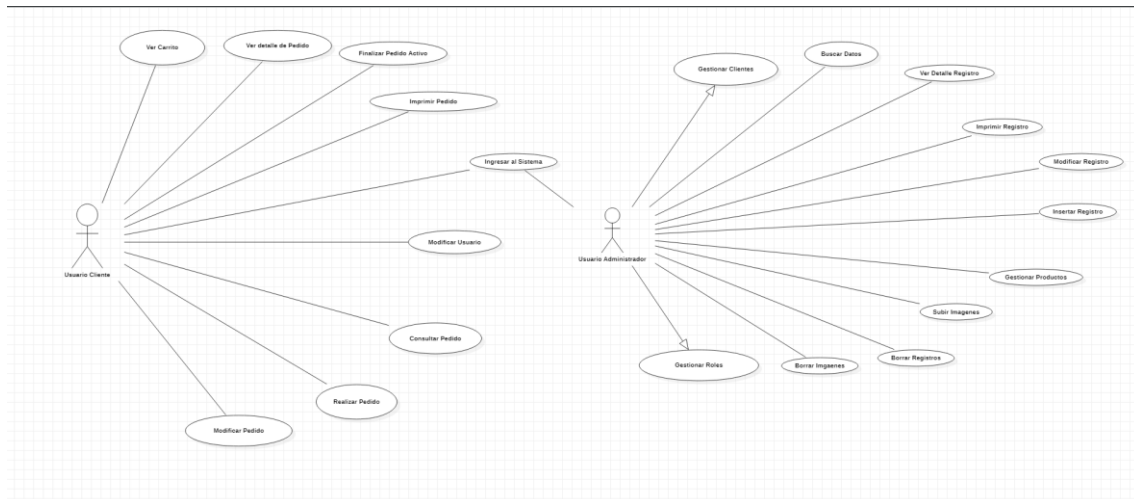 Ver Carrito
Ver detalle de Pedido
Finalizar Pedido Activo
Imprimir Pedido
Ingresar al Sistema
Modificar Usuario
Usuario Cliente
Consultar Pedido
Realizar Pedido
Modificar Pedido
Gestionar Clientes
Buscar Datos
Ver Detalle Registro
Imprimir Registro
Modificar Registro
Insertar Registro
Usuario Administrador
Gestionar Productos
Subir Imagenes
Borrar Registros
Borrar Imgaenes
Gestionar Roles